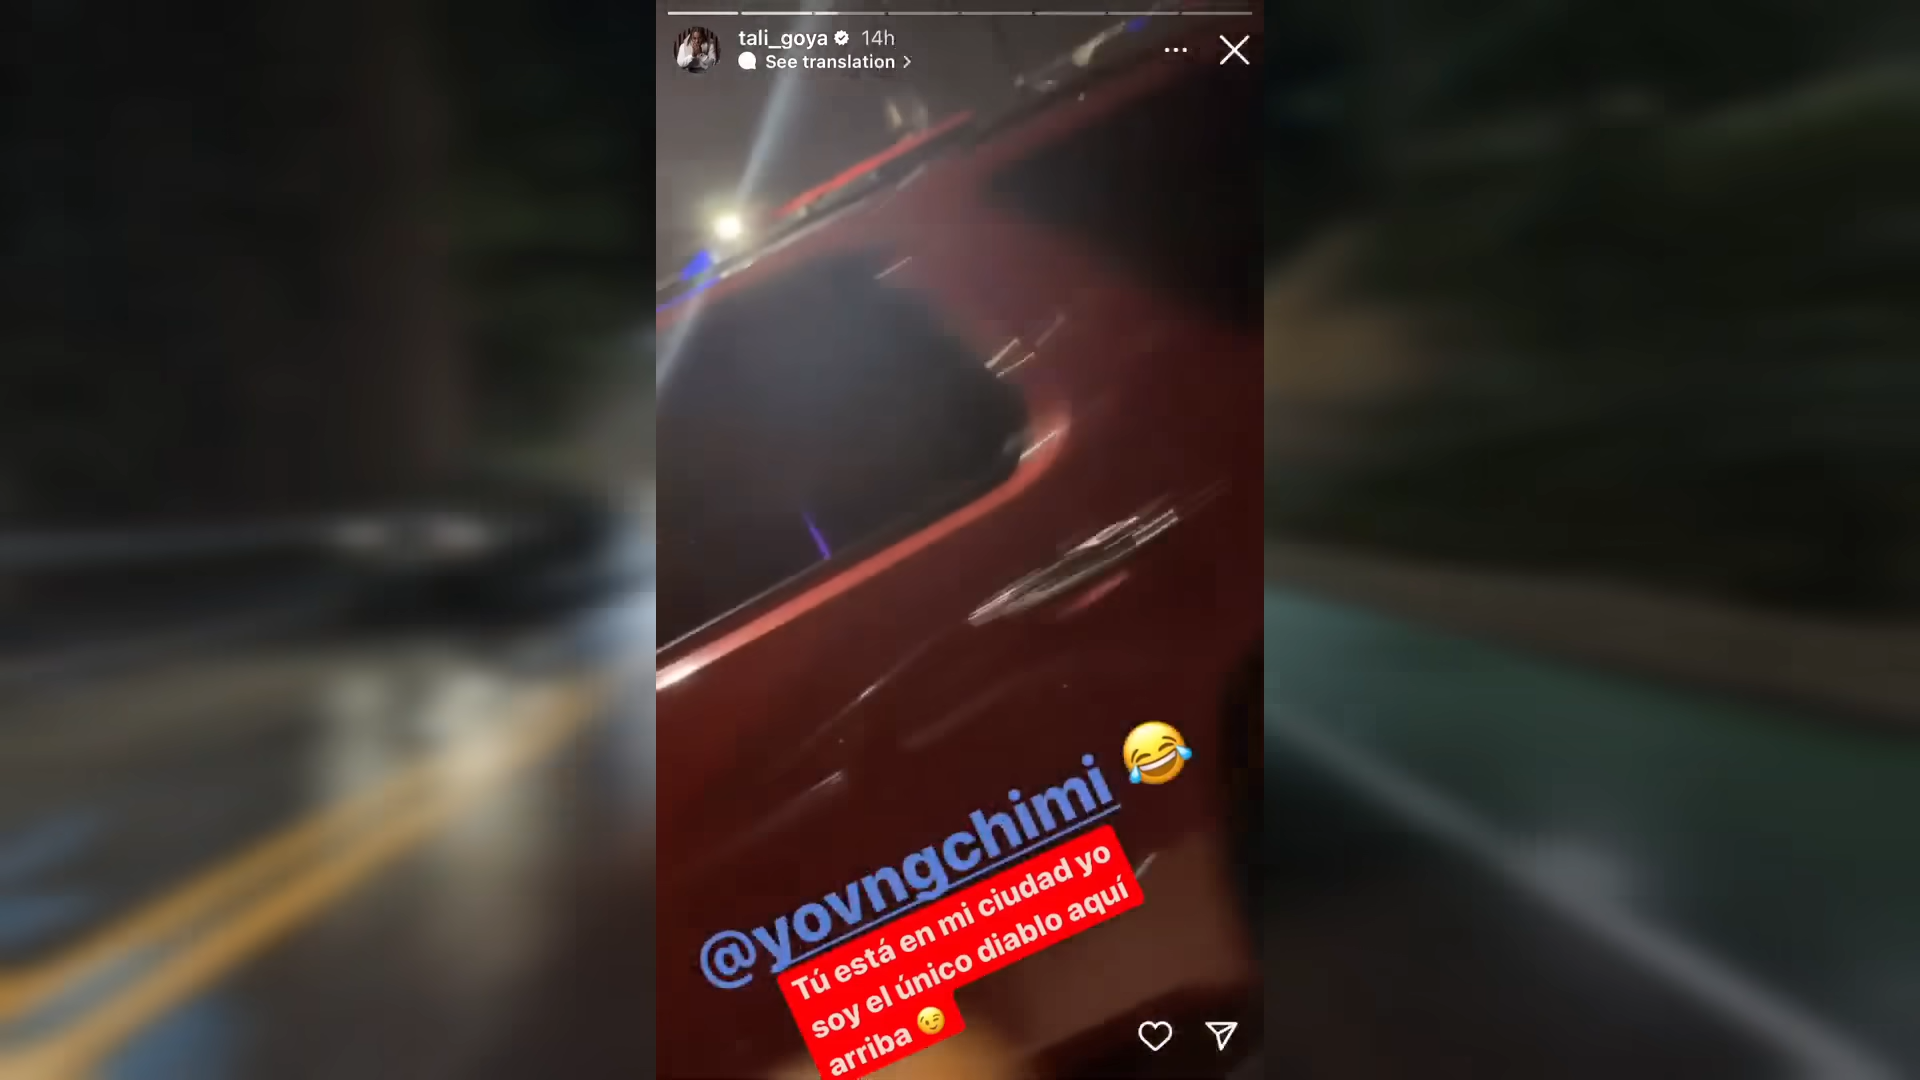 tali_goya 14h
See translation
@yovngchimi 😂
Tú está en mi ciudad yo
soy el único diablo aquí
arriba 😉